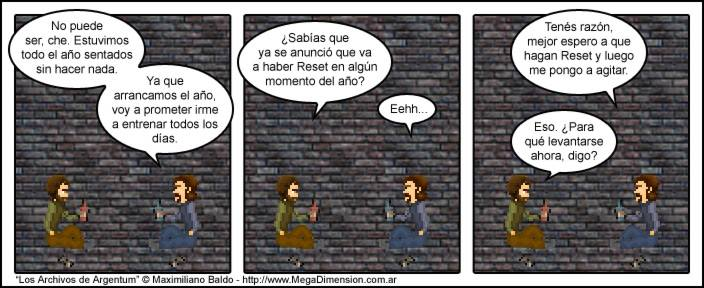 No puede
ser, che. Estuvimos
todo el año sentados
sin hacer nada.
Ya que
arrancamos el año,
voy a prometer irme
a entrenar todos los
días.
¿Sabías que
ya se anunció que va
a haber Reset en algún
momento del año?
Eehh...
Tenés razón,
mejor espero a que
hagan Reset y luego
me pongo a agitar.
Eso. ¿Para
qué levantarse
ahora, digo?
"Los Archivos de Argentum" © Maximiliano Baldo - http://www.MegaDimension.com.ar